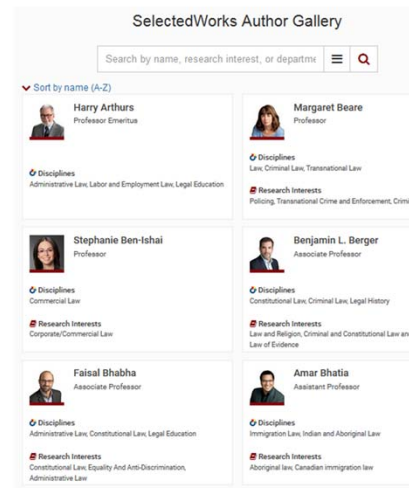 SelectedWorks Author Gallery
Search by name, research interest, or departme
Sort by name (A-Z)
Harry Arthurs
Professor Emeritus
Disciplines
Administrative Law, Labor and Employment Law, Legal Education
Margaret Beare
Professor
Disciplines
Law, Criminal Law, Transnational Law
Research Interests
Policing, Transnational Crime and Enforcement, Crimi
Stephanie Ben-Ishai
Professor
Disciplines
Commercial Law
Research Interests
Corporate/Commercial Law
Benjamin L. Berger
Associate Professor
Disciplines
Constitutional Law, Criminal Law, Legal History
Research Interests
Law and Religion, Criminal and Constitutional Law an
Law of Evidence
Faisal Bhabha
Associate Professor
Disciplines
Administrative Law, Constitutional Law, Legal Education
Research Interests
Constitutional Law, Equality And Anti-Discrimination,
Administrative Law
Amar Bhatia
Assistant Professor
Disciplines
Immigration Law, Indian and Aboriginal Law
Research Interests
Aboriginal law, Canadian immigration law